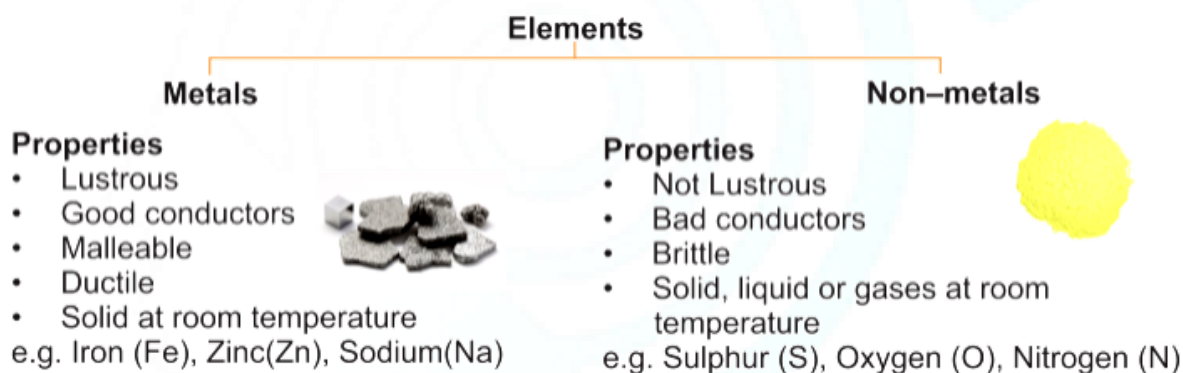 Elements
Metals
Properties
• Lustrous
• Good conductors
• Malleable
• Ductile
• Solid at room temperature
e.g. Iron (Fe), Zinc(Zn), Sodium(Na)
Non–metals
Properties
• Not Lustrous
• Bad conductors
• Brittle
• Solid, liquid or gases at room
temperature
e.g. Sulphur (S), Oxygen (O), Nitrogen (N)